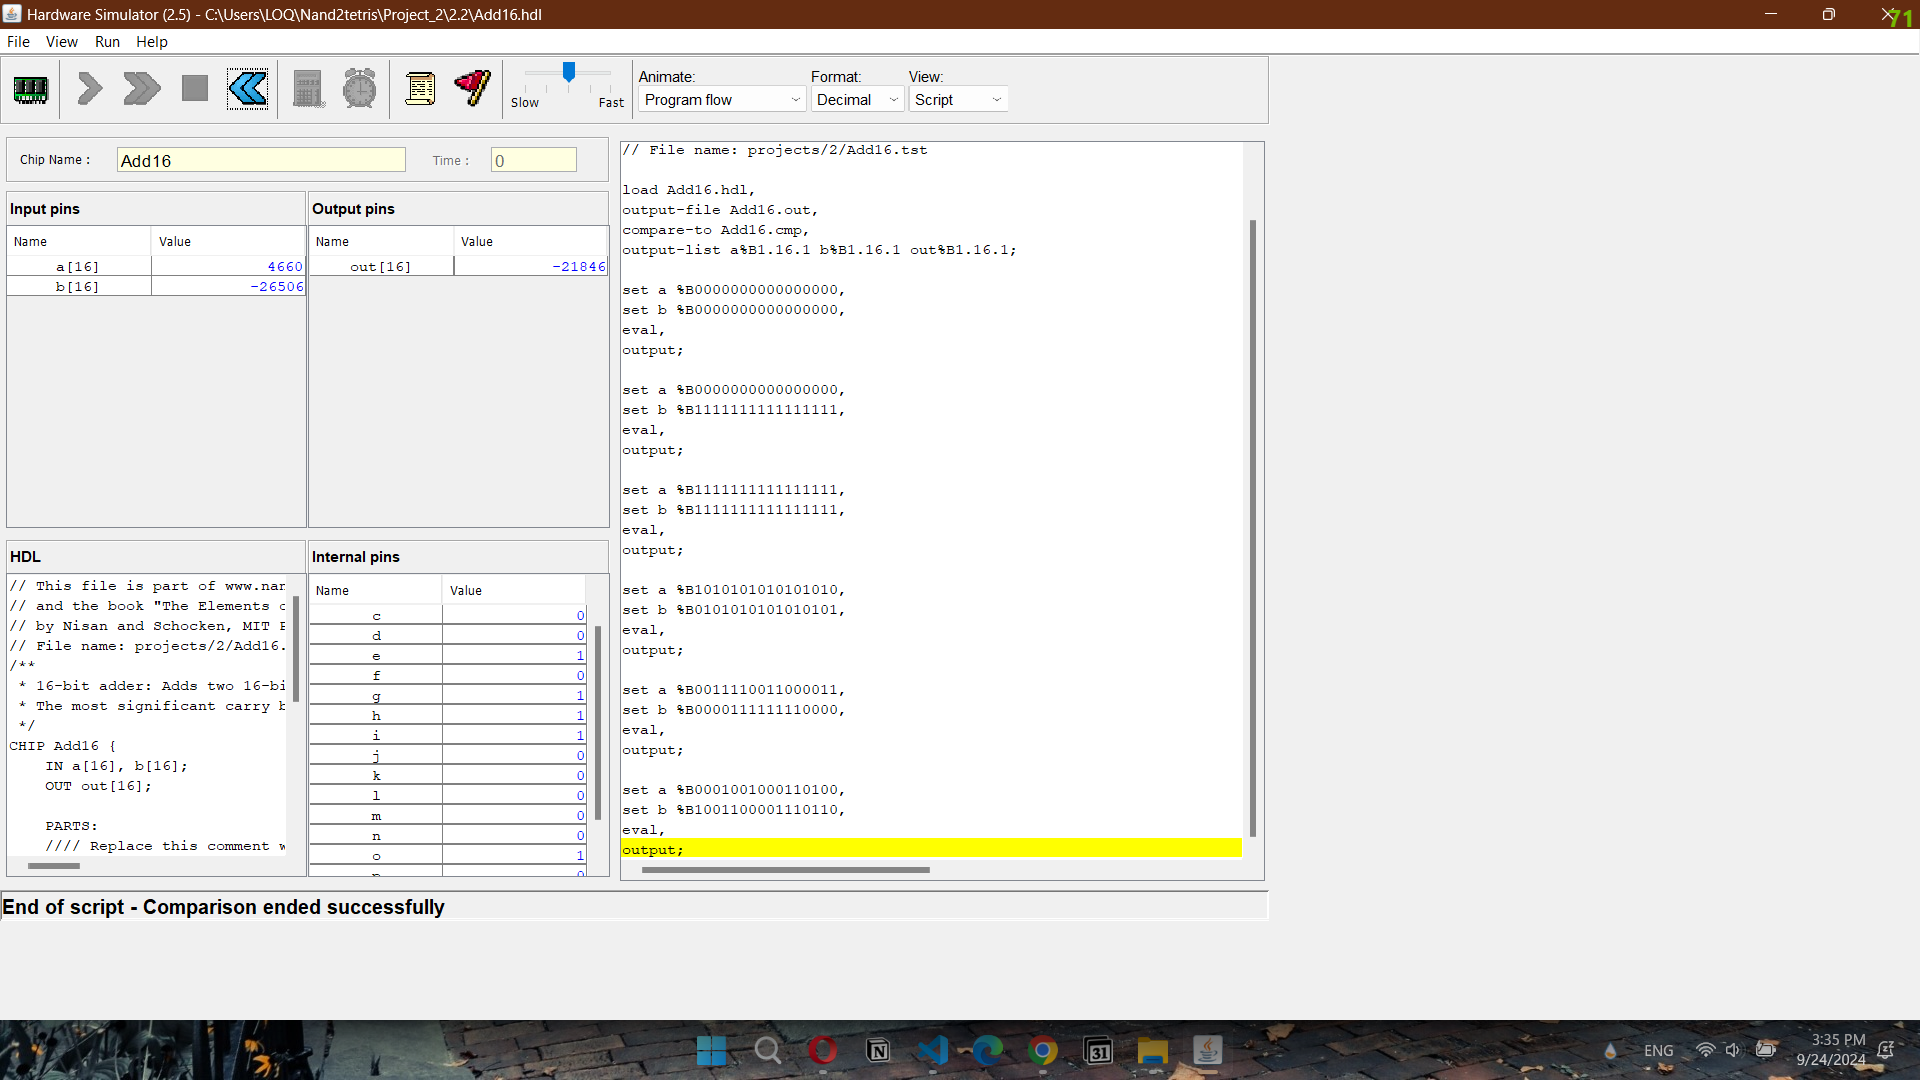 Hardware Simulator (2.5) - C:\Users\LOQ\Nand2tetris\Project_2\2.2\Add16.hdl
71
File View Run Help
Slow Fast
Animate: Format: View:
Program flow Decimal Script
Chip Name : Add16 Time : 0
Input pins
Name Value
a[16] 4660
b[16] -26506
Output pins
Name Value
out[16] -21846
HDL
// This file is part of www.nan
// and the book "The Elements o
// by Nisan and Schocken, MIT P
// File name: projects/2/Add16.
/**
* 16-bit adder: Adds two 16-bi
* The most significant carry b
*/
CHIP Add16 {
IN a[16], b[16];
OUT out[16];
PARTS:
//// Replace this comment w
Internal pins
Name Value
c 0
d 0
e 1
f 0
g 1
h 1
i 1
j 0
k 0
l 0
m 0
n 0
o 1
p 0
// File name: projects/2/Add16.tst
load Add16.hdl,
output-file Add16.out,
compare-to Add16.cmp,
output-list a%B1.16.1 b%B1.16.1 out%B1.16.1;
set a %B0000000000000000,
set b %B0000000000000000,
eval,
output;
set a %B0000000000000000,
set b %B1111111111111111,
eval,
output;
set a %B1111111111111111,
set b %B1111111111111111,
eval,
output;
set a %B1010101010101010,
set b %B0101010101010101,
eval,
output;
set a %B0011110011000011,
set b %B0000111111110000,
eval,
output;
set a %B0001001000110100,
set b %B1001100001110110,
eval,
output;
End of script - Comparison ended successfully
31
ENG
3:35 PM
9/24/2024